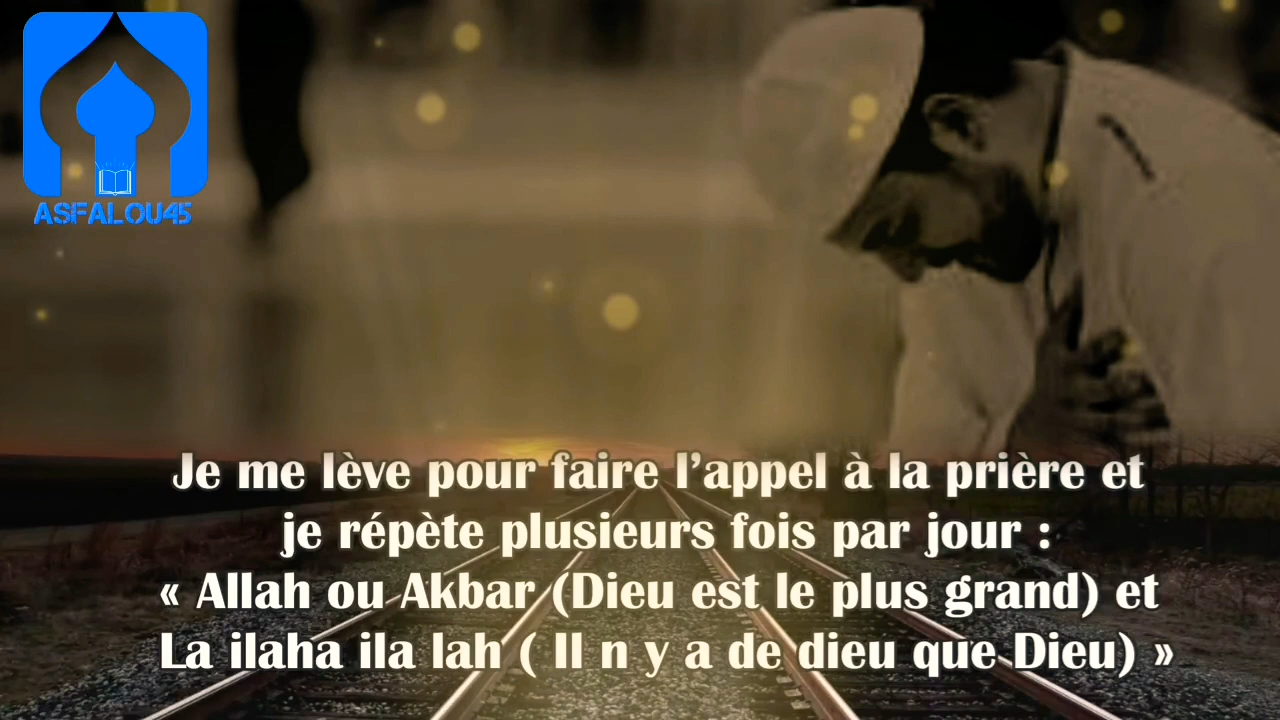 ASFALOU45
Je me lève pour faire l’appel à la prière et
je répète plusieurs fois par jour :
« Allah ou Akbar (Dieu est le plus grand) et
La ilaha ila lah ( Il n y a de dieu que Dieu) »